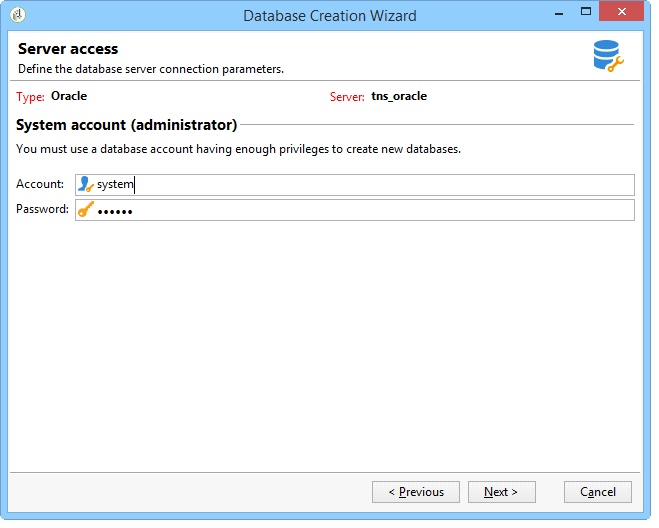 Database Creation Wizard
Server access
Define the database server connection parameters.
Type: Oracle Server: tns_oracle
System account (administrator)
You must use a database account having enough privileges to create new databases.
Account: system
Password: ••••••
< Previous Next > Cancel